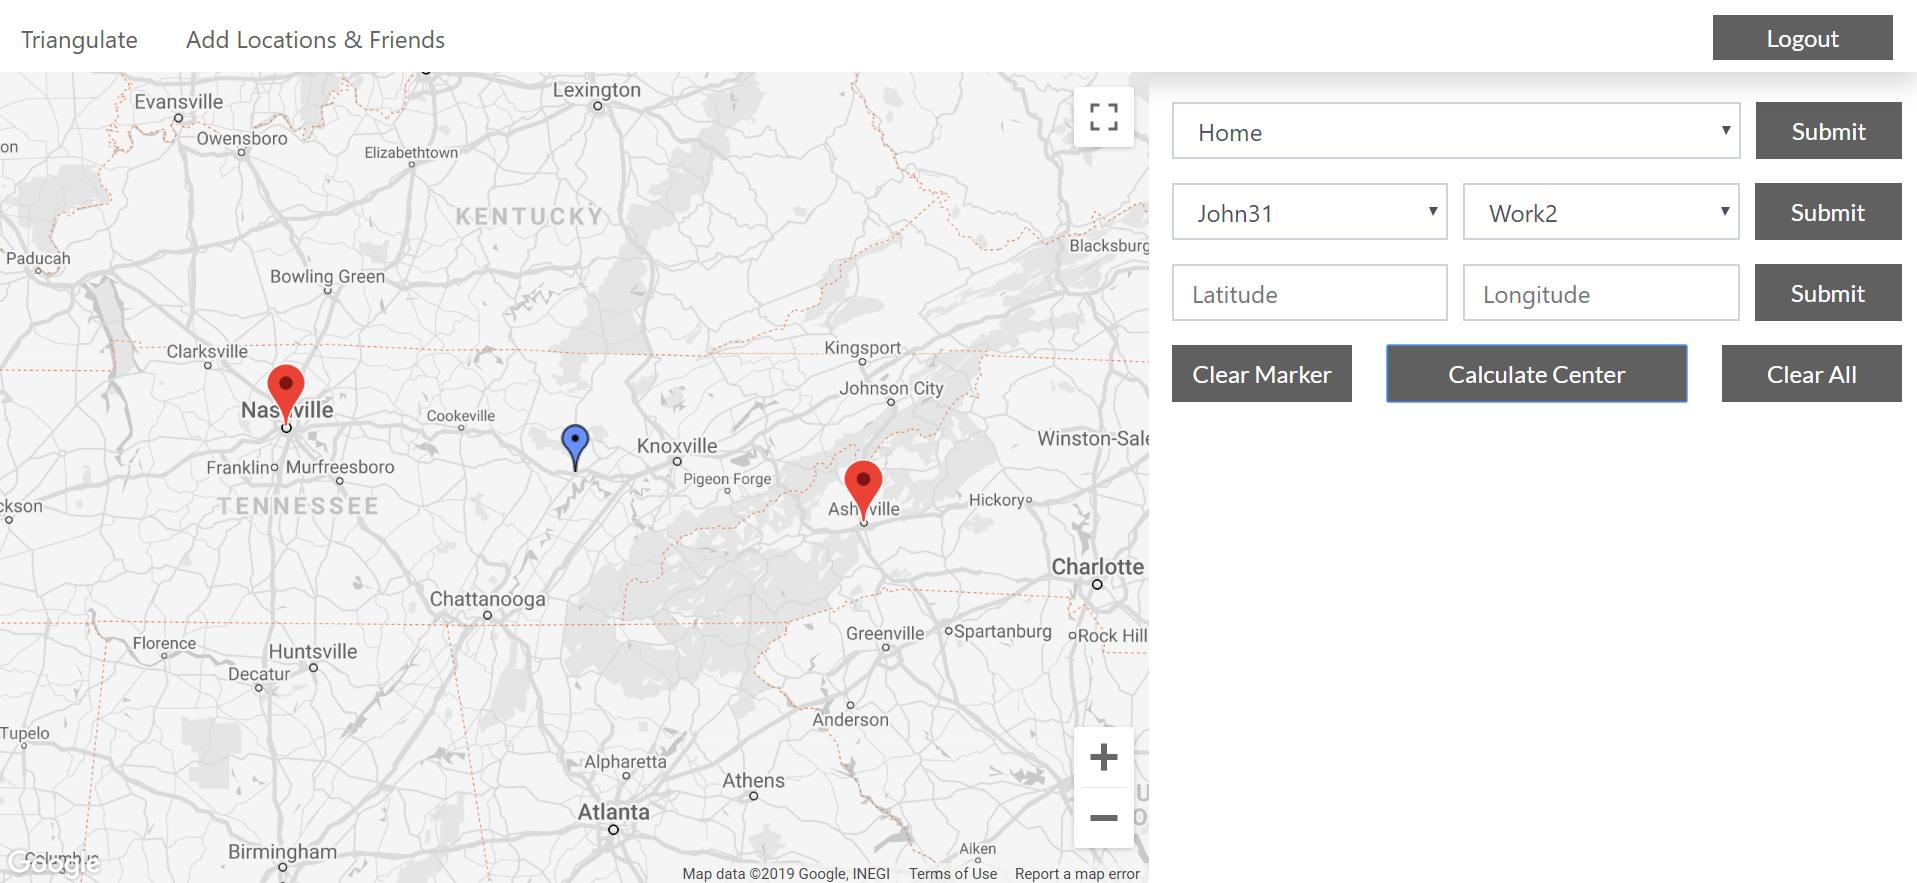 Triangulate
Add Locations & Friends
Logout
Lexington
Evansville
Owensboro
Elizabethtown
on
KENTUCKY
Blacksburg
Paducah
Bowling Green
Clarksville
Kingsport
Johnson City
Nashville
Cookeville
Knoxville
Winston-Sale
Franklin
Murfreesboro
Pigeon Forge
TENNESSEE
Hickory
Asheville
ckson
Charlotte
Chattanooga
Greenville
Spartanburg
Rock Hill
Florence
Huntsville
Decatur
Anderson
Tupelo
Alpharetta
Athens
Atlanta
Birmingham
Aiken
Columbus
Google
Map data ©2019 Google, INEGI
Terms of Use
Report a map error
Home
Submit
John31
Work2
Submit
Latitude
Longitude
Submit
Clear Marker
Calculate Center
Clear All